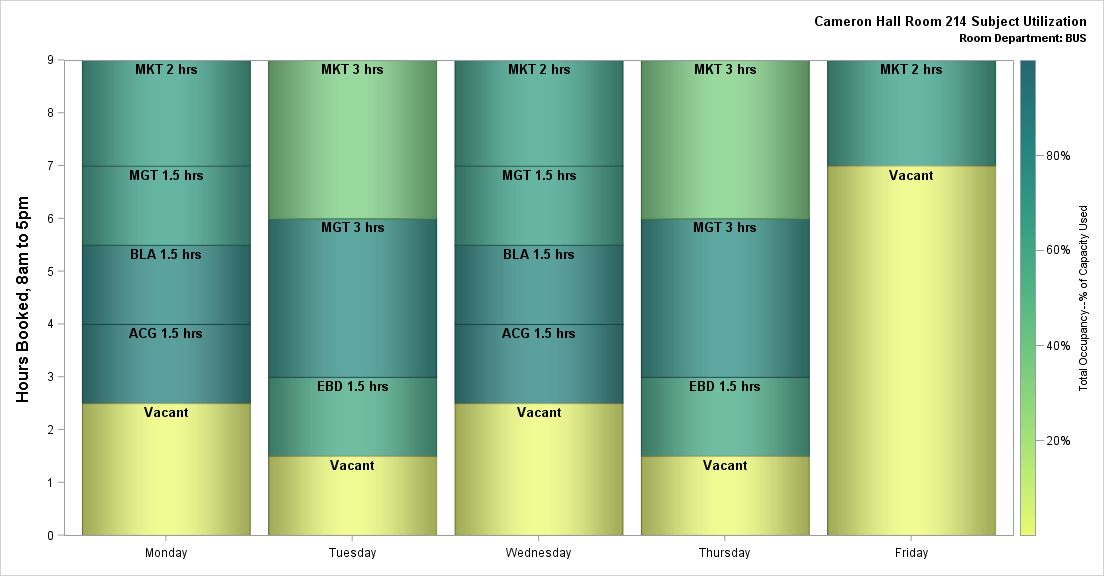 Cameron Hall Room 214 Subject Utilization
Room Department: BUS
Hours Booked, 8am to 5pm
9
8
7
6
5
4
3
2
1
0
MKT 2 hrs
MGT 1.5 hrs
BLA 1.5 hrs
ACG 1.5 hrs
Vacant
MKT 3 hrs
MGT 3 hrs
EBD 1.5 hrs
Vacant
MKT 2 hrs
MGT 1.5 hrs
BLA 1.5 hrs
ACG 1.5 hrs
Vacant
MKT 3 hrs
MGT 3 hrs
EBD 1.5 hrs
Vacant
MKT 2 hrs
Vacant
Monday
Tuesday
Wednesday
Thursday
Friday
80%
60%
40%
20%
Total Occupancy--% of Capacity Used